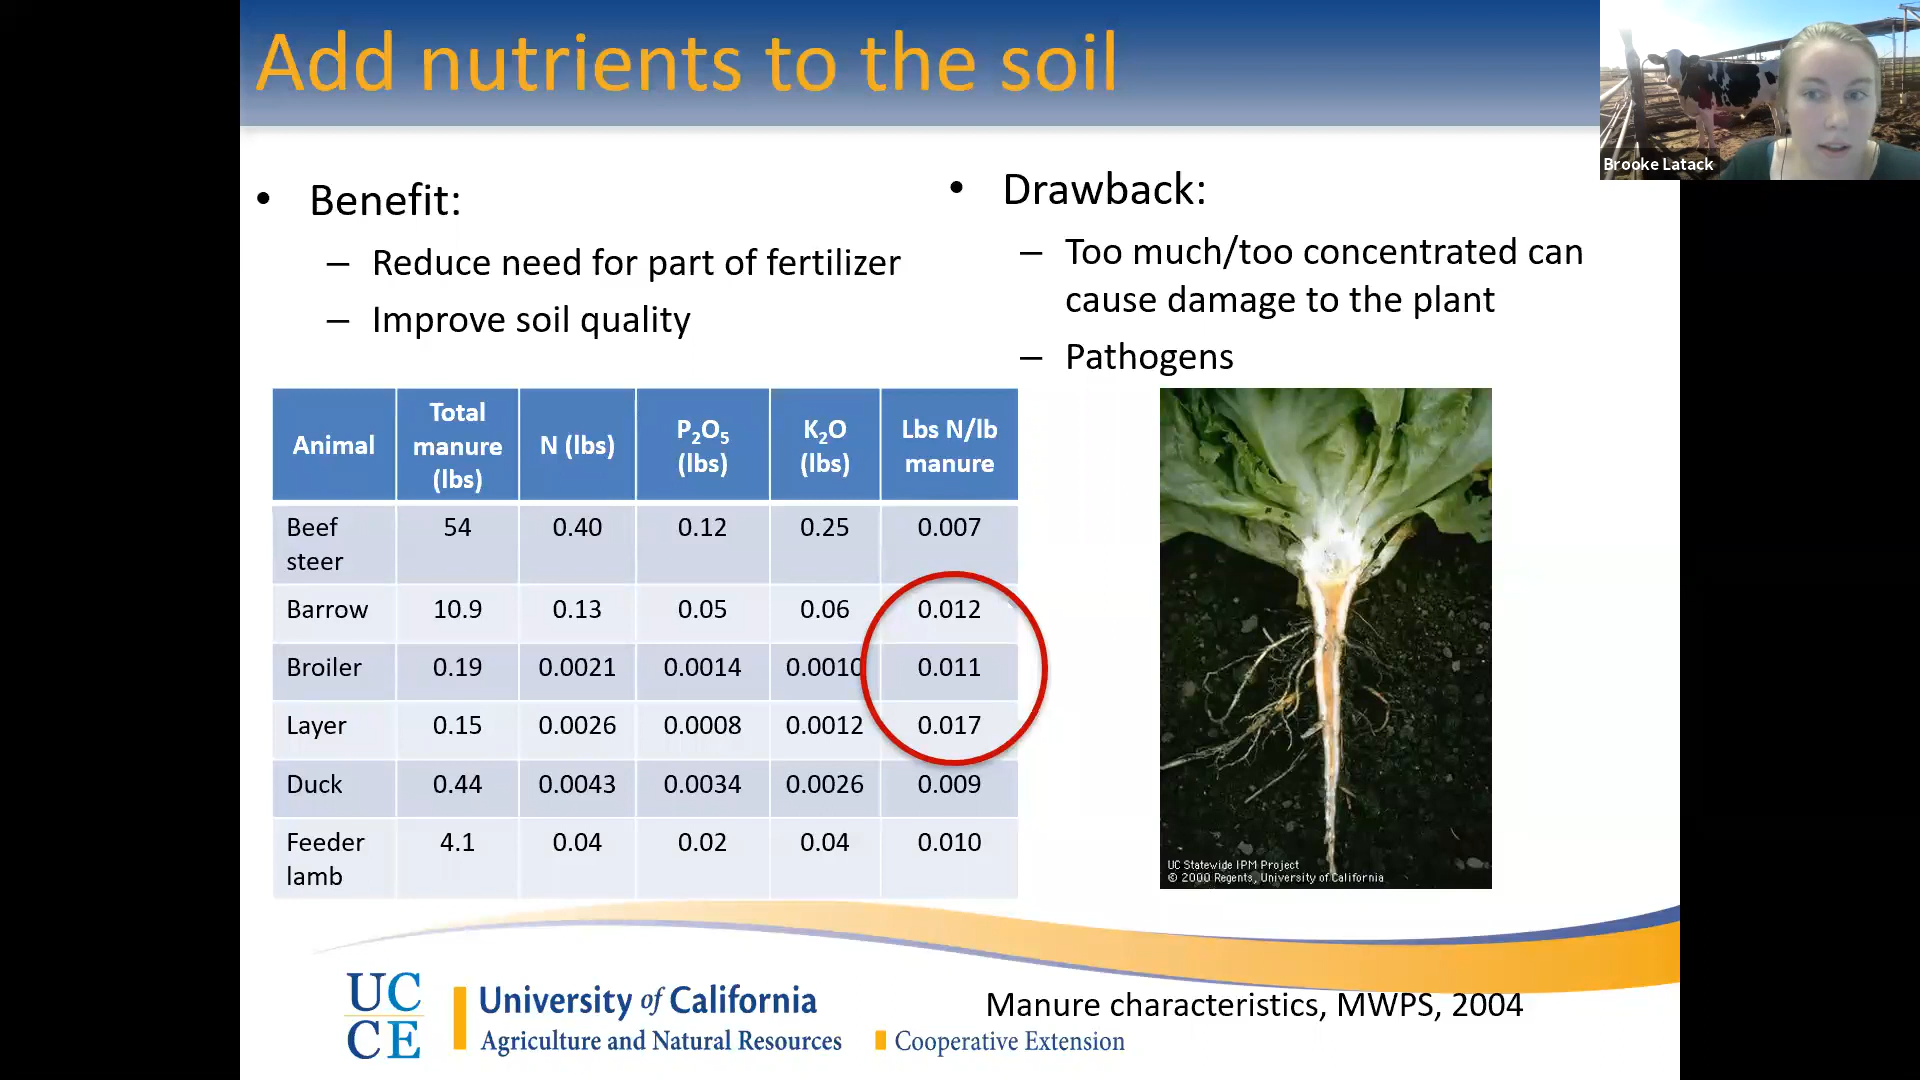 Add nutrients to the soil
Brooke Latack
• Benefit:
– Reduce need for part of fertilizer
– Improve soil quality
• Drawback:
– Too much/too concentrated can
cause damage to the plant
– Pathogens
Animal
Total
manure
(lbs)
N (lbs)
P₂O₅
(lbs)
K₂O
(lbs)
Lbs N/lb
manure
Beef
steer
54 0.40 0.12 0.25 0.007
Barrow 10.9 0.13 0.05 0.06 0.012
Broiler 0.19 0.0021 0.0014 0.0010 0.011
Layer 0.15 0.0026 0.0008 0.0012 0.017
Duck 0.44 0.0043 0.0034 0.0026 0.009
Feeder
lamb
4.1 0.04 0.02 0.04 0.010
UC Statewide IPM Project
© 2000 Regents, University of California
UC
CE
University of California
Agriculture and Natural Resources
Cooperative Extension
Manure characteristics, MWPS, 2004